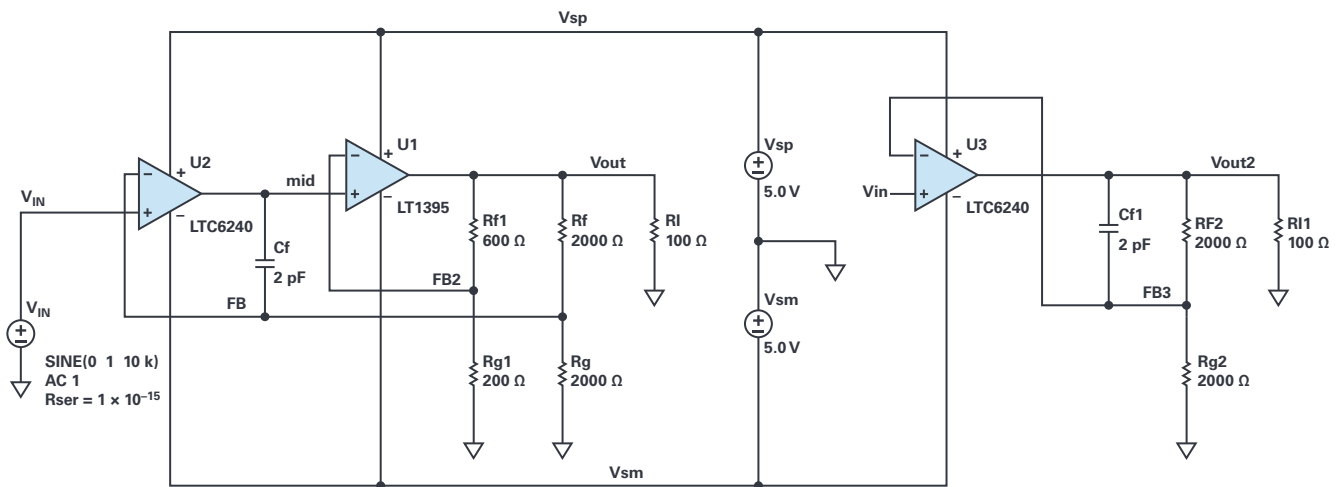 Vsp
U2
+
−
+
−
LTC6240
V_IN
V_IN
+
−
SINE(0 1 10 k)
AC 1
Rser = 1 × 10⁻¹⁵
Cf
2 pF
FB
mid
U1
+
−
+
−
LT1395
Vout
Rf1
600 Ω
Rf
2000 Ω
Rl
100 Ω
FB2
Rg1
200 Ω
Rg
2000 Ω
Vsp
+
−
5.0 V
Vsm
+
−
5.0 V
Vsm
U3
+
−
+
−
LTC6240
Vin
Vout2
Cf1
2 pF
RF2
2000 Ω
Rl1
100 Ω
FB3
Rg2
2000 Ω